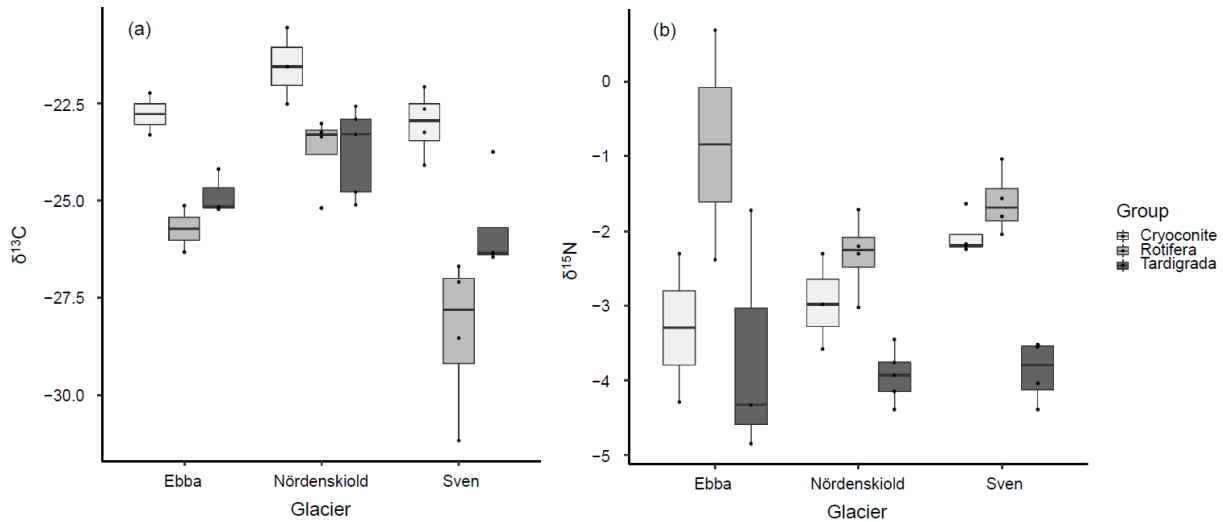 (a)
−22.5
−25.0
−27.5
−30.0
δ13C
Ebba
Nördenskiold
Sven
Glacier
(b)
0
−1
−2
−3
−4
−5
δ15N
Ebba
Nördenskiold
Sven
Glacier
Group
Cryoconite
Rotifera
Tardigrada